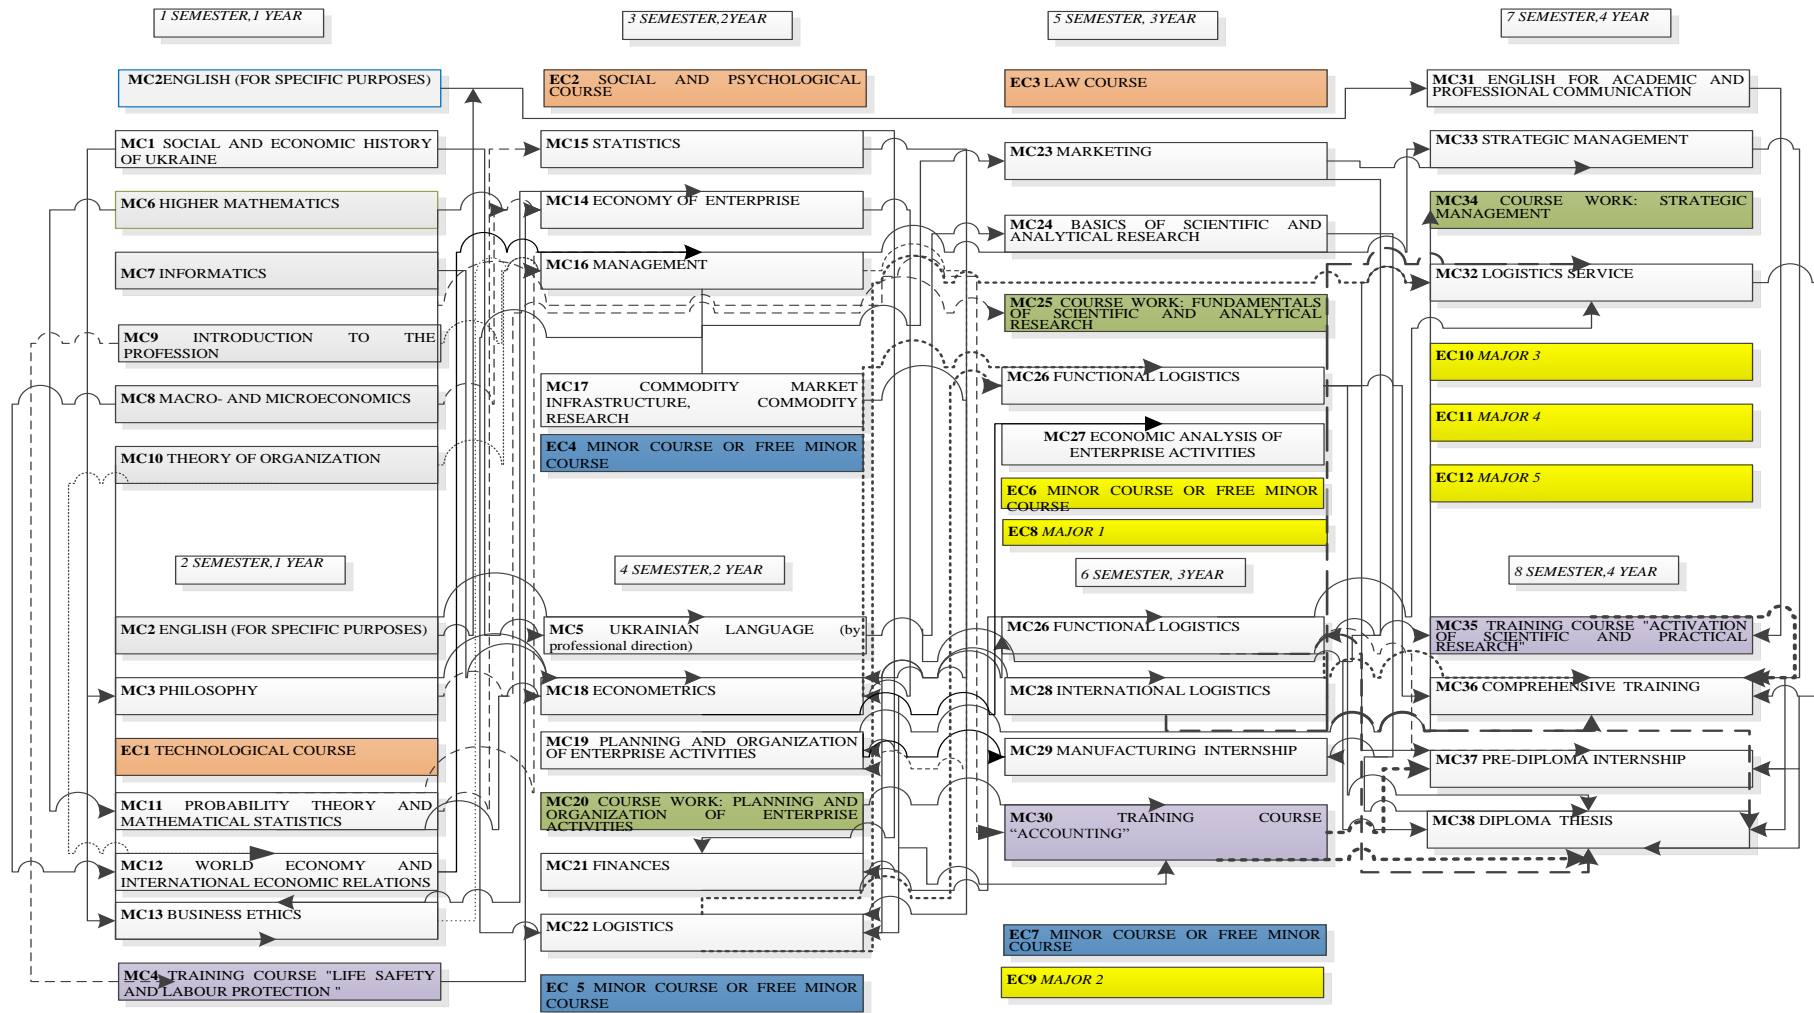 1 SEMESTER,1 YEAR
MC2ENGLISH (FOR SPECIFIC PURPOSES)
MC1 SOCIAL AND ECONOMIC HISTORY
OF UKRAINE
MC6 HIGHER MATHEMATICS
MC7 INFORMATICS
MC9 INTRODUCTION TO THE
PROFESSION
MC8 MACRO- AND MICROECONOMICS
MC10 THEORY OF ORGANIZATION
2 SEMESTER,1 YEAR
MC2 ENGLISH (FOR SPECIFIC PURPOSES)
MC3 PHILOSOPHY
EC1 TECHNOLOGICAL COURSE
MC11 PROBABILITY THEORY AND
MATHEMATICAL STATISTICS
MC12 WORLD ECONOMY AND
INTERNATIONAL ECONOMIC RELATIONS
MC13 BUSINESS ETHICS
MC4 TRAINING COURSE "LIFE SAFETY
AND LABOUR PROTECTION "
3 SEMESTER,2YEAR
EC2 SOCIAL AND PSYCHOLOGICAL
COURSE
MC15 STATISTICS
MC14 ECONOMY OF ENTERPRISE
MC16 MANAGEMENT
MC17 COMMODITY MARKET
INFRASTRUCTURE, COMMODITY
RESEARCH
EC4 MINOR COURSE OR FREE MINOR
COURSE
4 SEMESTER,2 YEAR
MC5 UKRAINIAN LANGUAGE (by
professional direction)
MC18 ECONOMETRICS
MC19 PLANNING AND ORGANIZATION
OF ENTERPRISE ACTIVITIES
MC20 COURSE WORK: PLANNING AND
ORGANIZATION OF ENTERPRISE
ACTIVITIES
MC21 FINANCES
MC22 LOGISTICS
EC 5 MINOR COURSE OR FREE MINOR
COURSE
5 SEMESTER, 3YEAR
EC3 LAW COURSE
MC23 MARKETING
MC24 BASICS OF SCIENTIFIC AND
ANALYTICAL RESEARCH
MC25 COURSE WORK: FUNDAMENTALS
OF SCIENTIFIC AND ANALYTICAL
RESEARCH
MC26 FUNCTIONAL LOGISTICS
MC27 ECONOMIC ANALYSIS OF
ENTERPRISE ACTIVITIES
EC6 MINOR COURSE OR FREE MINOR
COURSE
EC8 MAJOR 1
6 SEMESTER, 3YEAR
MC26 FUNCTIONAL LOGISTICS
MC28 INTERNATIONAL LOGISTICS
MC29 MANUFACTURING INTERNSHIP
MC30 TRAINING COURSE
“ACCOUNTING”
EC7 MINOR COURSE OR FREE MINOR
COURSE
EC9 MAJOR 2
7 SEMESTER,4 YEAR
MC31 ENGLISH FOR ACADEMIC AND
PROFESSIONAL COMMUNICATION
MC33 STRATEGIC MANAGEMENT
MC34 COURSE WORK: STRATEGIC
MANAGEMENT
MC32 LOGISTICS SERVICE
EC10 MAJOR 3
EC11 MAJOR 4
EC12 MAJOR 5
8 SEMESTER,4 YEAR
MC35 TRAINING COURSE "ACTIVATION
OF SCIENTIFIC AND PRACTICAL
RESEARCH"
MC36 COMPREHENSIVE TRAINING
MC37 PRE-DIPLOMA INTERNSHIP
MC38 DIPLOMA THESIS